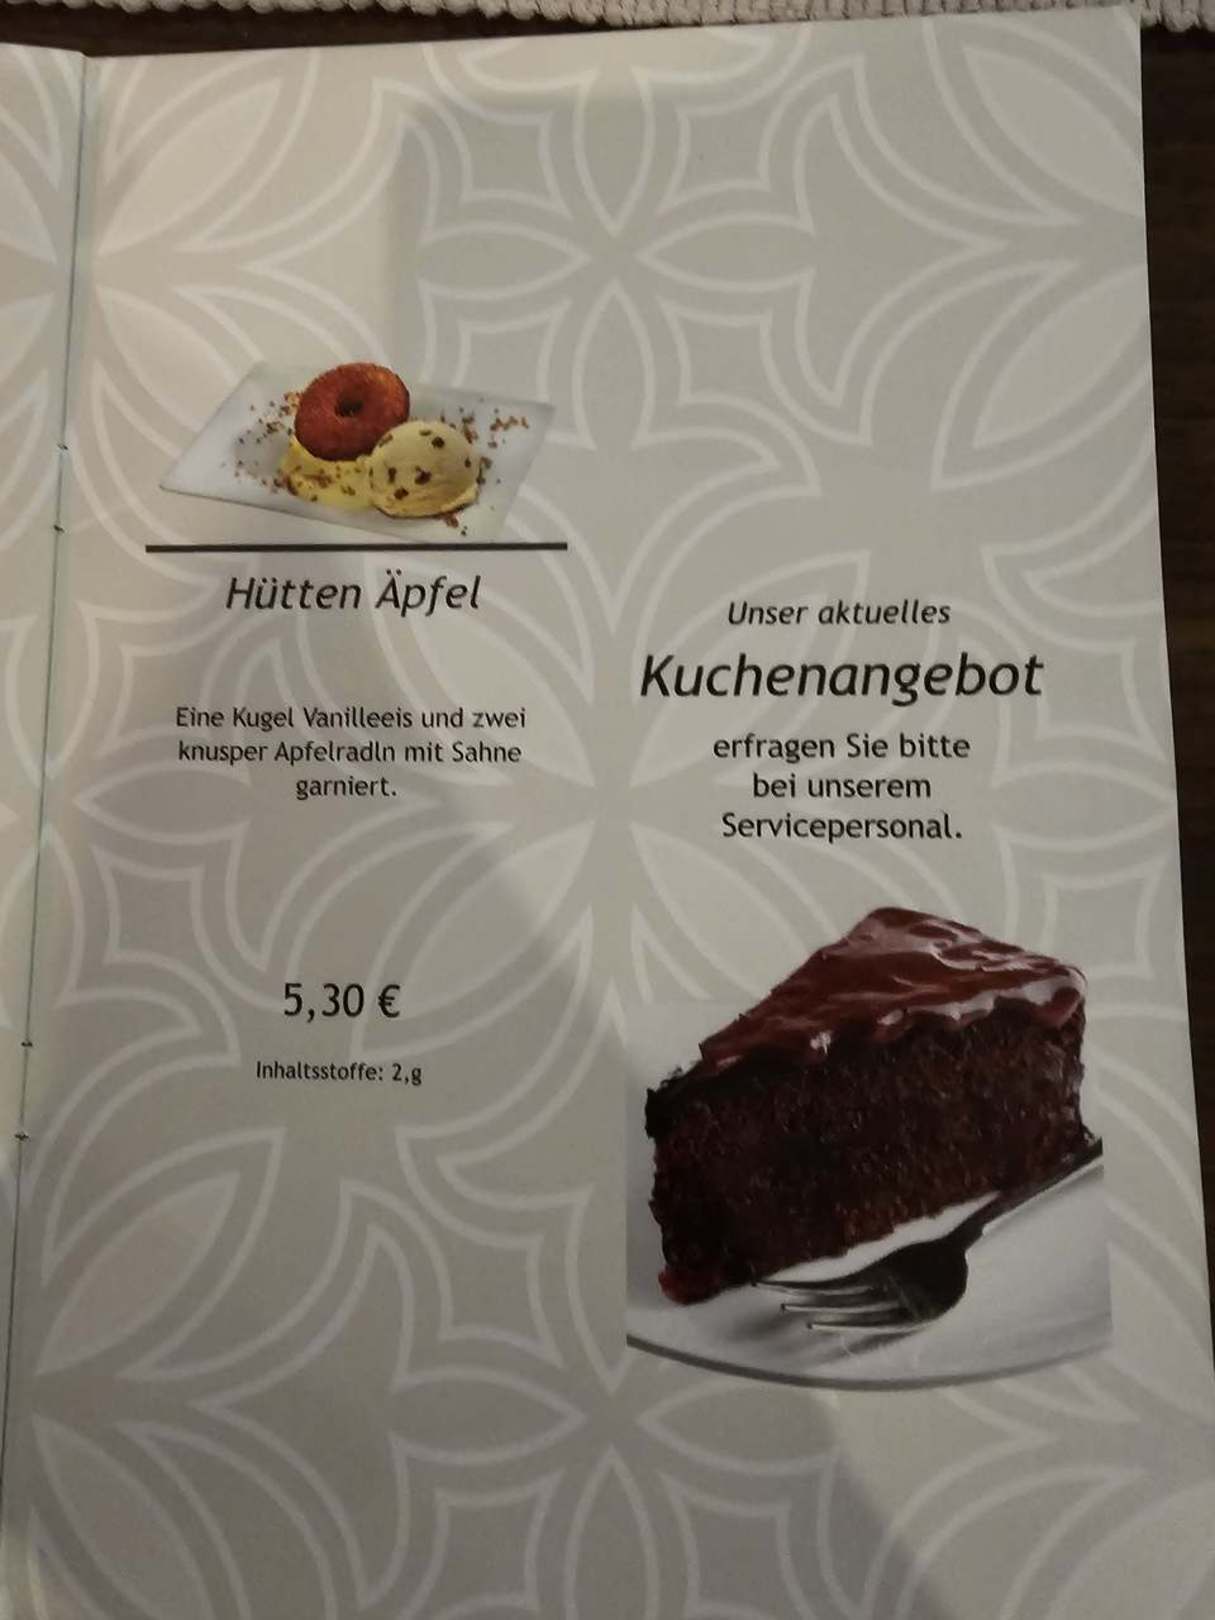 Hütten Äpfel
Eine Kugel Vanilleeis und zwei
knusper Apfelradln mit Sahne
garniert.
5,30 €
Inhaltsstoffe: 2,g
Unser aktuelles
Kuchenangebot
erfragen Sie bitte
bei unserem
Servicepersonal.